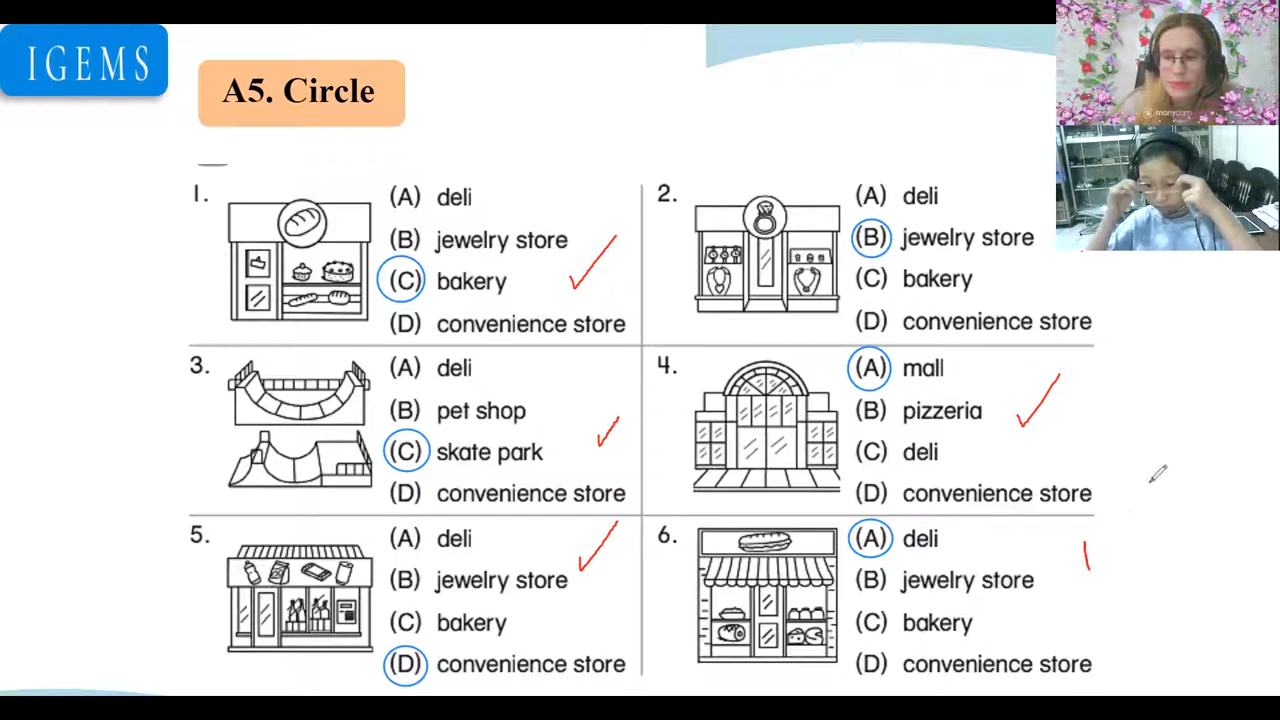 IGEMS
A5. Circle
manycam
1.
(A) deli
(B) jewelry store
(C) bakery
(D) convenience store
2.
(A) deli
(B) jewelry store
(C) bakery
(D) convenience store
3.
(A) deli
(B) pet shop
(C) skate park
(D) convenience store
4.
(A) mall
(B) pizzeria
(C) deli
(D) convenience store
5.
(A) deli
(B) jewelry store
(C) bakery
(D) convenience store
6.
(A) deli
(B) jewelry store
(C) bakery
(D) convenience store